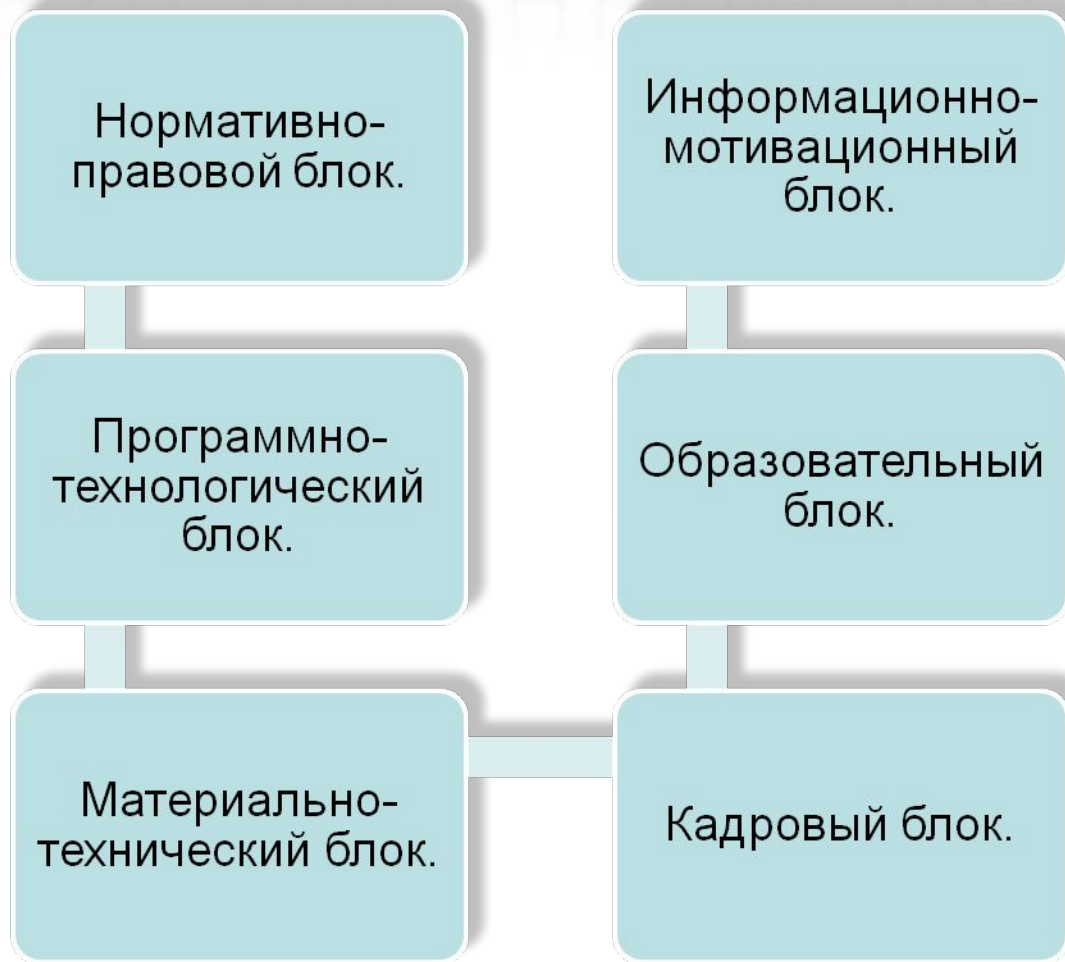 Нормативно-
правовой блок.
Программно-
технологический
блок.
Материально-
технический блок.
Кадровый блок.
Образовательный
блок.
Информационно-
мотивационный
блок.